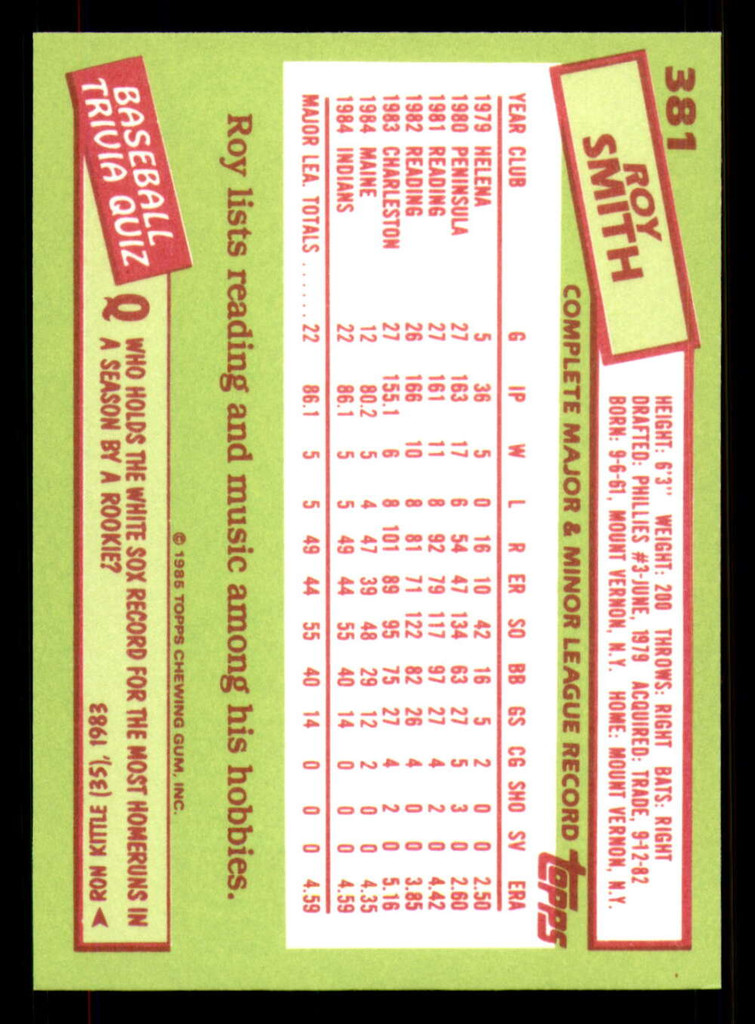 381
ROY
SMITH
HEIGHT: 6'3" WEIGHT: 200 THROWS: RIGHT BATS: RIGHT
DRAFTED: PHILLIES #3-JUNE, 1979 ACQUIRED: TRADE, 9-12-82
BORN: 9-6-61, MOUNT VERNON, N.Y. HOME: MOUNT VERNON, N.Y.
COMPLETE MAJOR & MINOR LEAGUE RECORD
TOPPS
YEAR CLUB G IP W L R ER SO BB GS CG SHO SV ERA
1979 HELENA 5 36 5 0 16 10 42 16 5 2 0 0 2.50
1980 PENINSULA 27 163 17 6 54 47 134 63 27 5 3 0 2.60
1981 READING 27 161 11 8 92 79 117 97 27 4 2 0 4.42
1982 READING 26 166 10 8 81 71 122 82 26 4 0 0 3.85
1983 CHARLESTON 27 155.1 6 8 101 89 95 75 27 4 2 0 5.16
1984 MAINE 12 80.2 5 4 47 39 48 29 12 2 0 0 4.35
1984 INDIANS 22 86.1 5 5 49 44 55 40 14 0 0 0 4.59
MAJOR LEA. TOTALS ...... 22 86.1 5 5 49 44 55 40 14 0 0 0 4.59
Roy lists reading and music among his hobbies.
© 1985 TOPPS CHEWING GUM, INC.
BASEBALL
TRIVIA QUIZ
Q WHO HOLDS THE WHITE SOX RECORD FOR THE MOST HOMERUNS IN
A SEASON BY A ROOKIE?
RON KITTLE (35), 1983